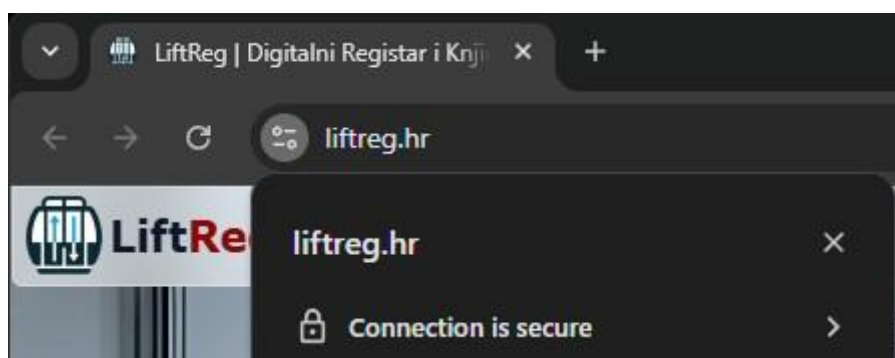 LiftReg | Digitalni Registar i Knji
liftreg.hr
LiftRe
liftreg.hr
Connection is secure